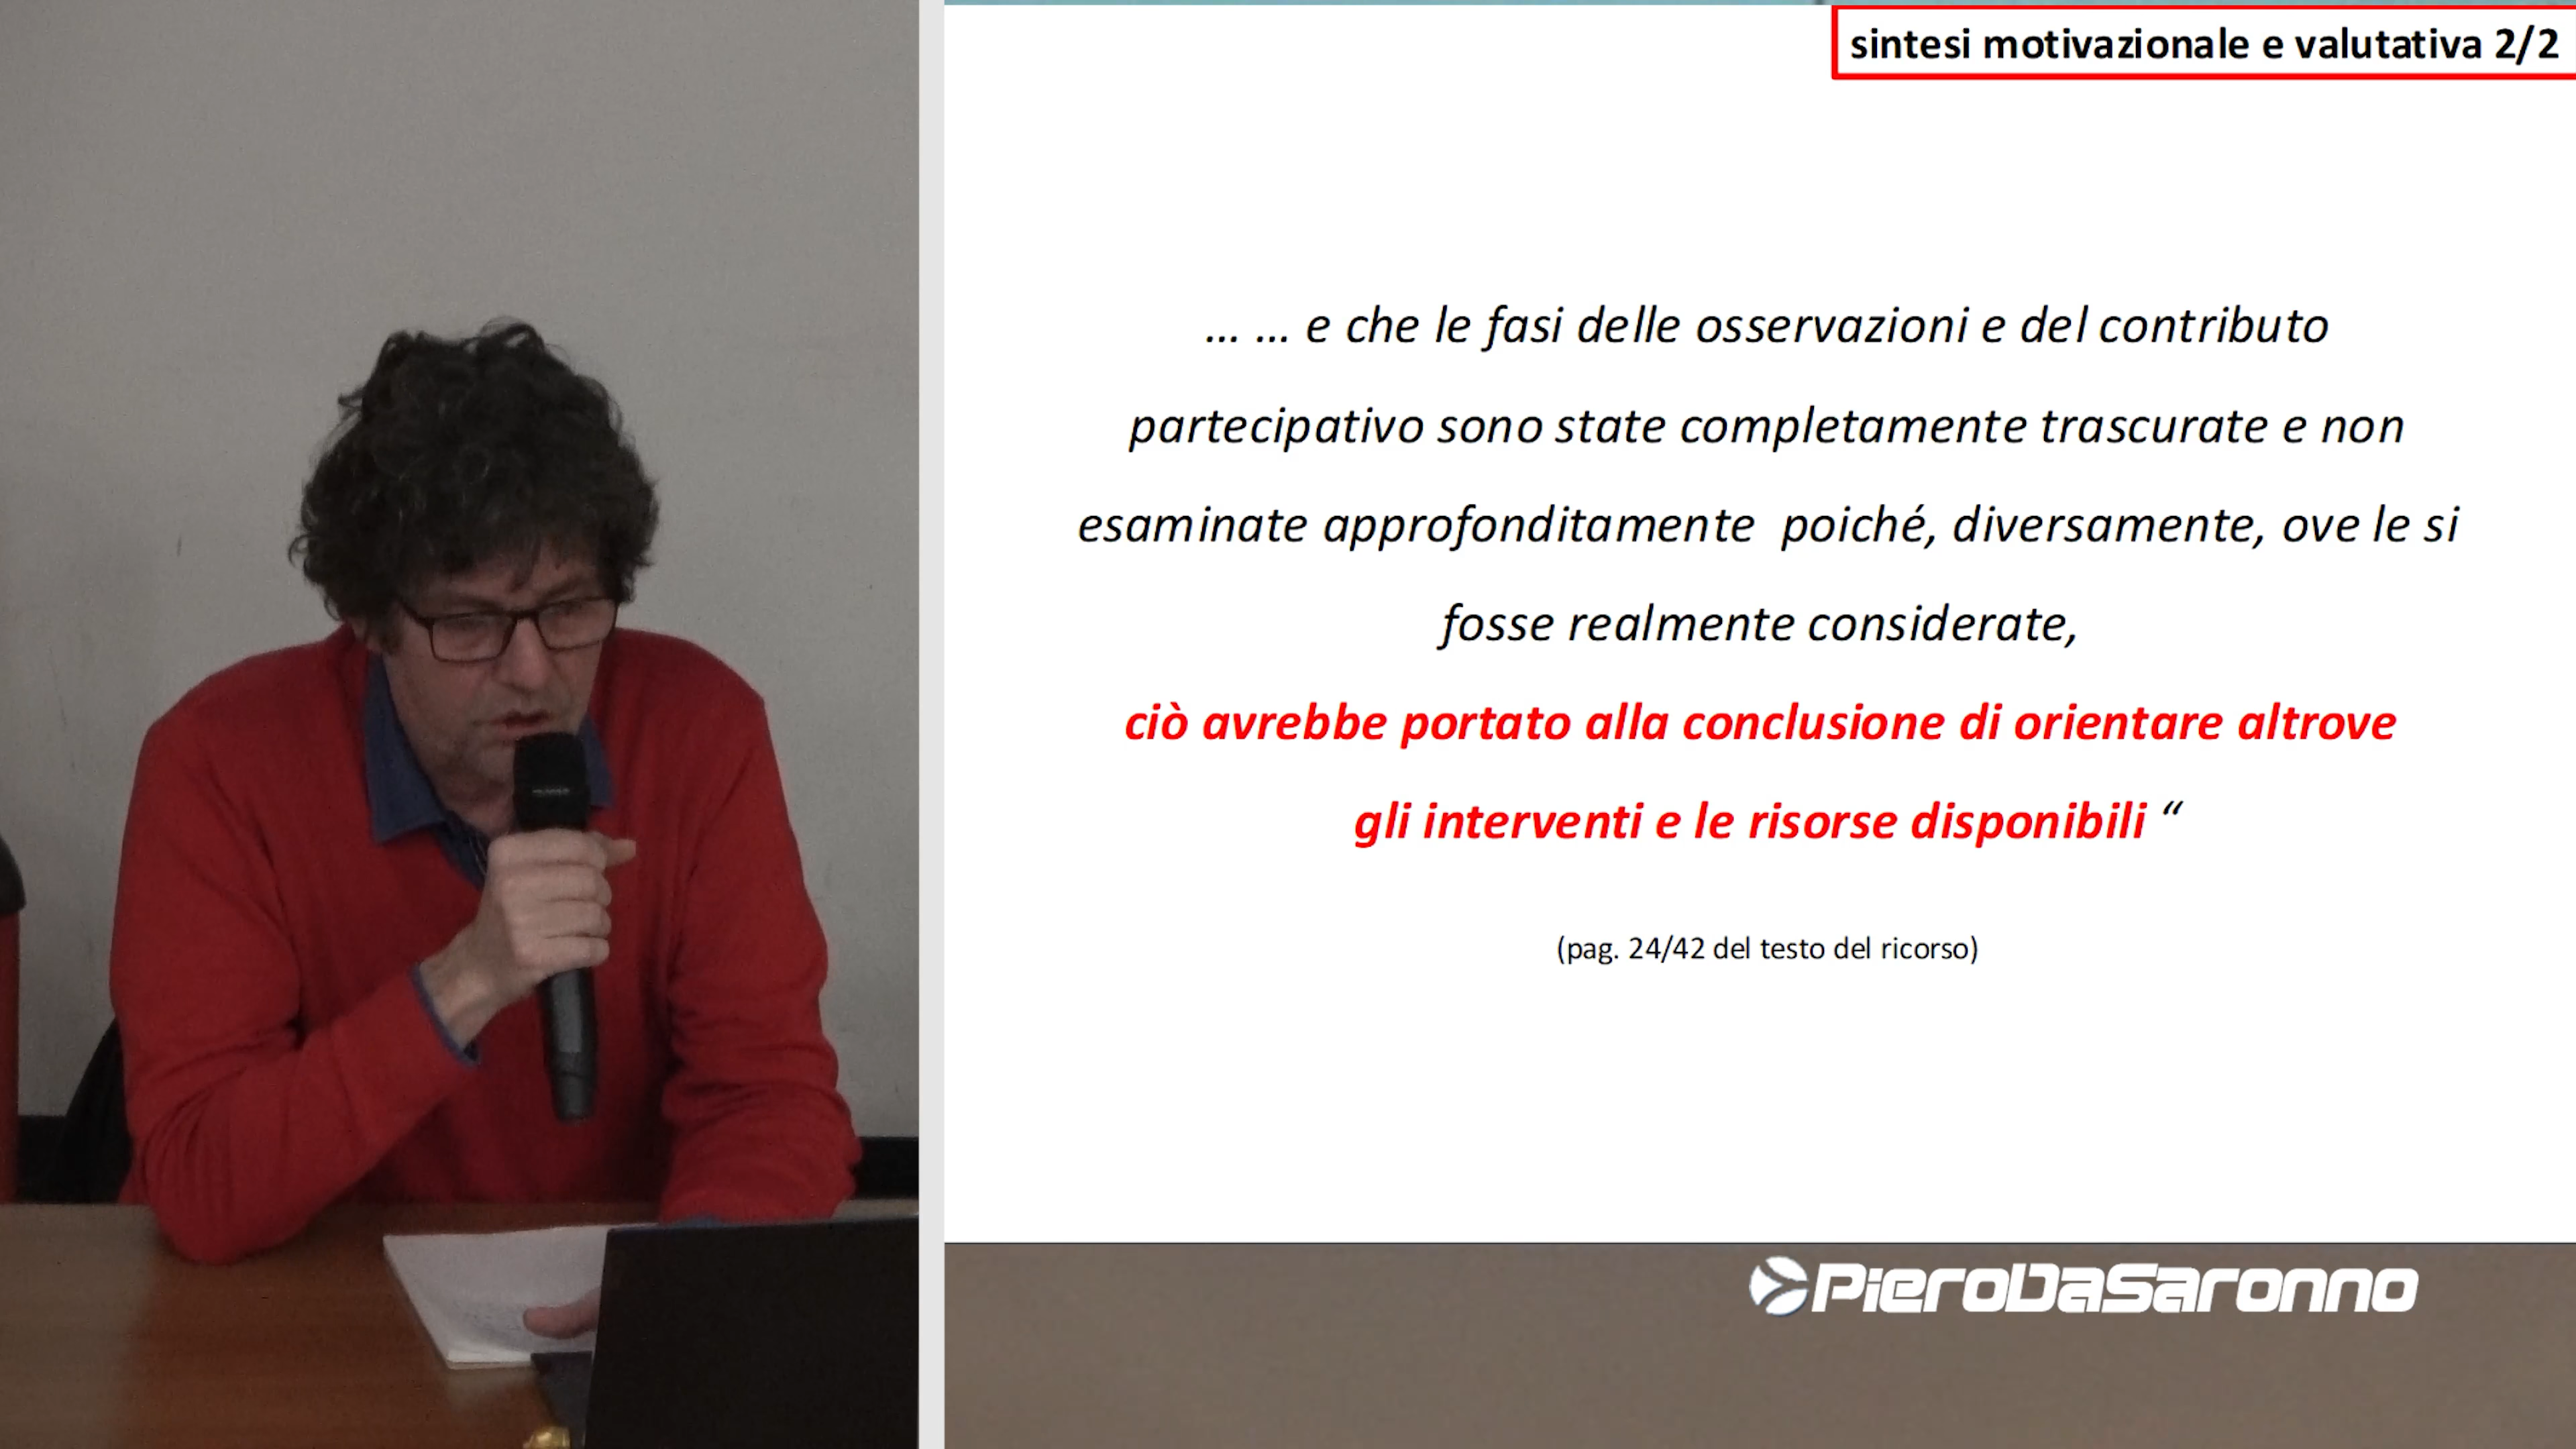 sintesi motivazionale e valutativa 2/2
… … e che le fasi delle osservazioni e del contributo
partecipativo sono state completamente trascurate e non
esaminate approfonditamente  poiché, diversamente, ove le si
fosse realmente considerate,
ciò avrebbe portato alla conclusione di orientare altrove
gli interventi e le risorse disponibili “
(pag. 24/42 del testo del ricorso)
PieroDaSaronno